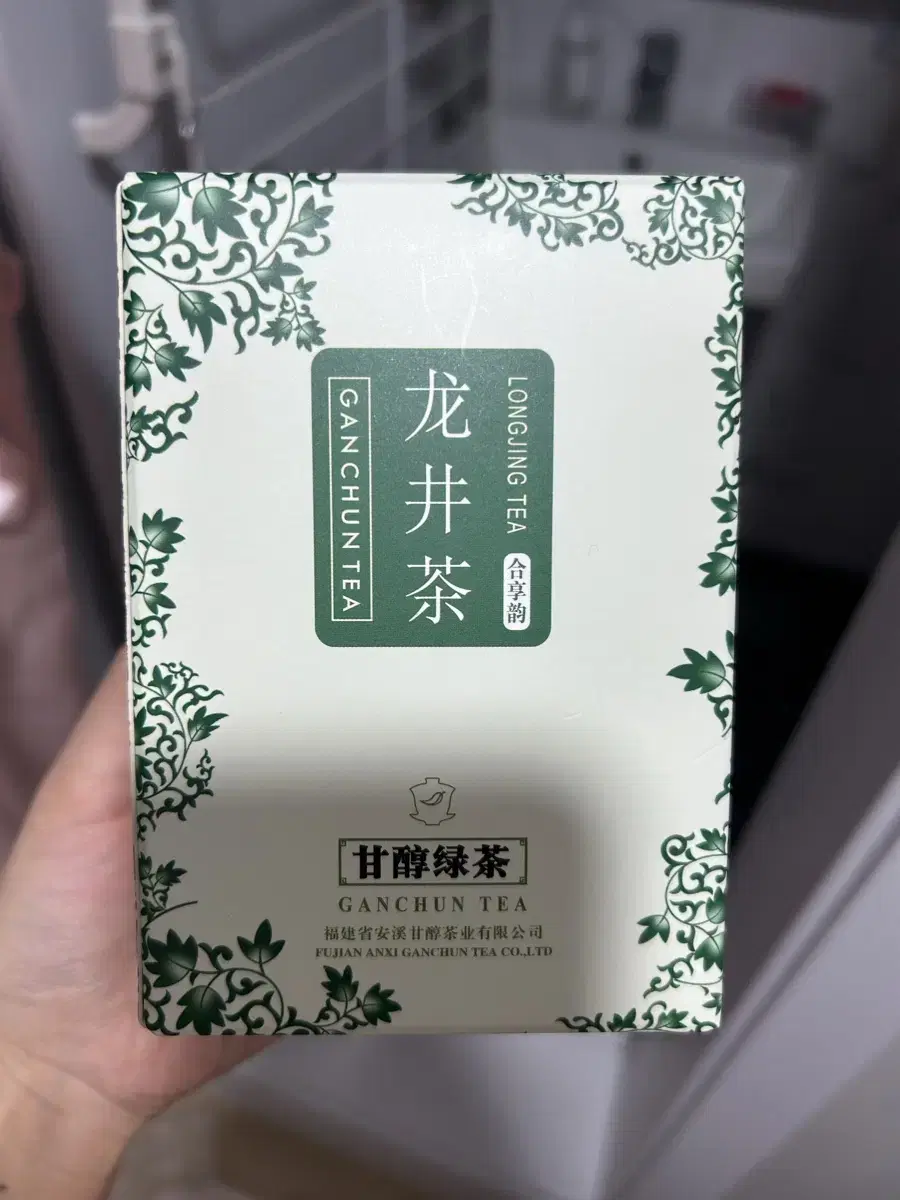 龙井茶
LONGJING TEA
合享韵
GANCHUN TEA
甘醇绿茶
GANCHUN TEA
福建省安溪甘醇茶业有限公司
FUJIAN ANXI GANCHUN TEA CO.,LTD